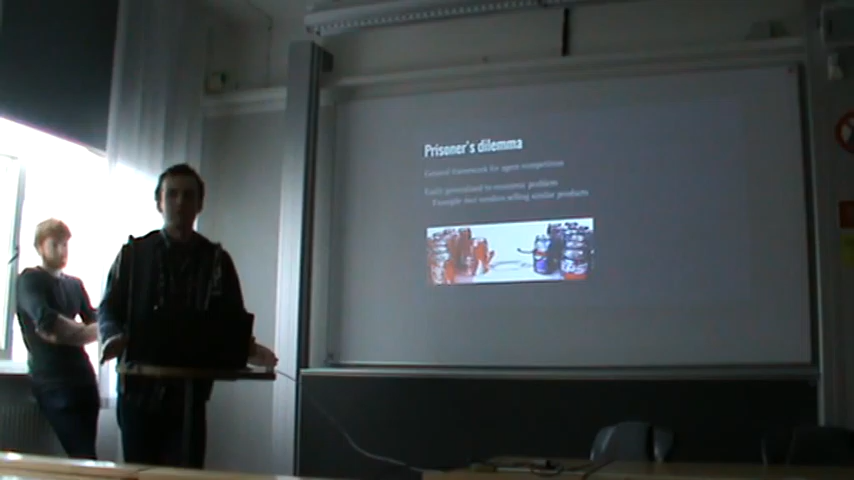 Prisoner's dilemma
General framework for agent competition
Easily generalized to economic problem
Example: two vendors selling similar products